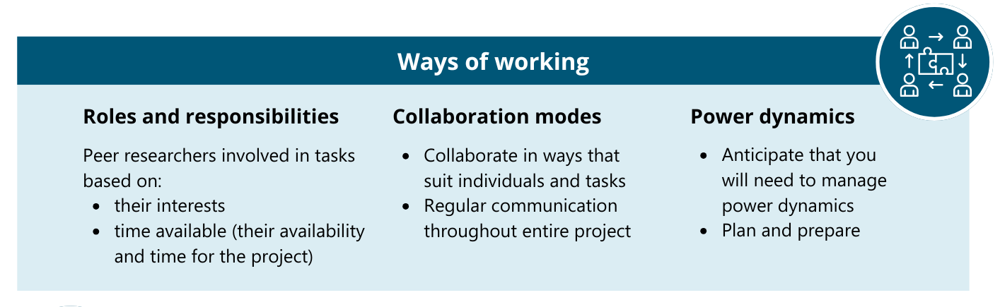 Ways of working
Roles and responsibilities
Peer researchers involved in tasks
based on:
• their interests
• time available (their availability
and time for the project)
Collaboration modes
• Collaborate in ways that
suit individuals and tasks
• Regular communication
throughout entire project
Power dynamics
• Anticipate that you
will need to manage
power dynamics
• Plan and prepare